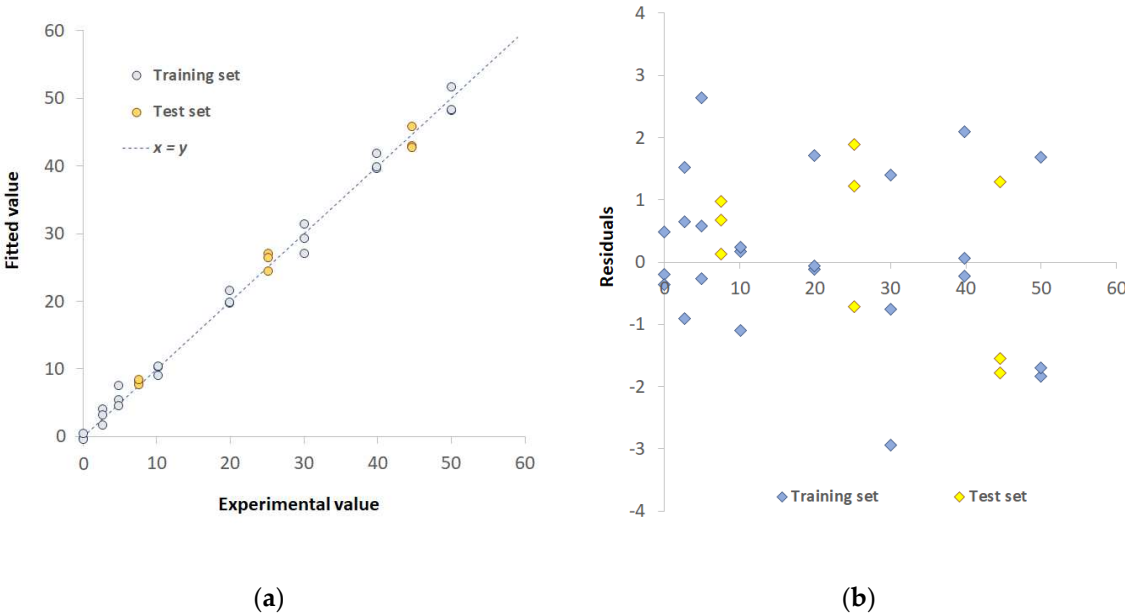 60
50
40
30
20
10
0
Fitted value
Training set
Test set
x = y
0 10 20 30 40 50 60
Experimental value
(a)
4
3
2
1
0
-1
-2
-3
-4
Residuals
0 10 20 30 40 50 60
Training set Test set
(b)